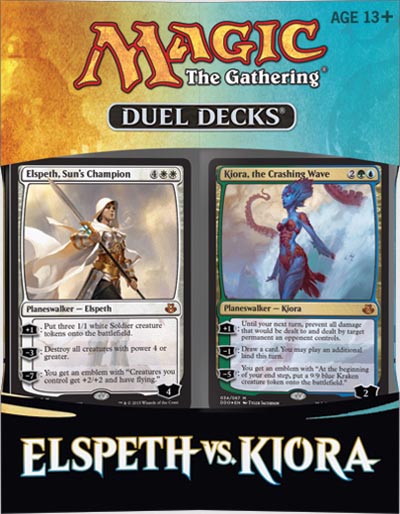 AGE 13+
MAGIC
The Gathering®
DUEL DECKS®
Elspeth, Sun's Champion 4
Planeswalker — Elspeth
+1 : Put three 1/1 white Soldier creature
tokens onto the battlefield.
-3 : Destroy all creatures with power 4 or
greater.
-7 : You get an emblem with "Creatures you
control get +2/+2 and have flying."
4
Kiora, the Crashing Wave 2
Planeswalker — Kiora
+1 : Until your next turn, prevent all damage
that would be dealt to and dealt by target
permanent an opponent controls.
-1 : Draw a card. You may play an additional
land this turn.
-5 : You get an emblem with "At the beginning
of your end step, put a 9/9 blue Kraken
creature token onto the battlefield."
2
ELSPETH VS. KIORA